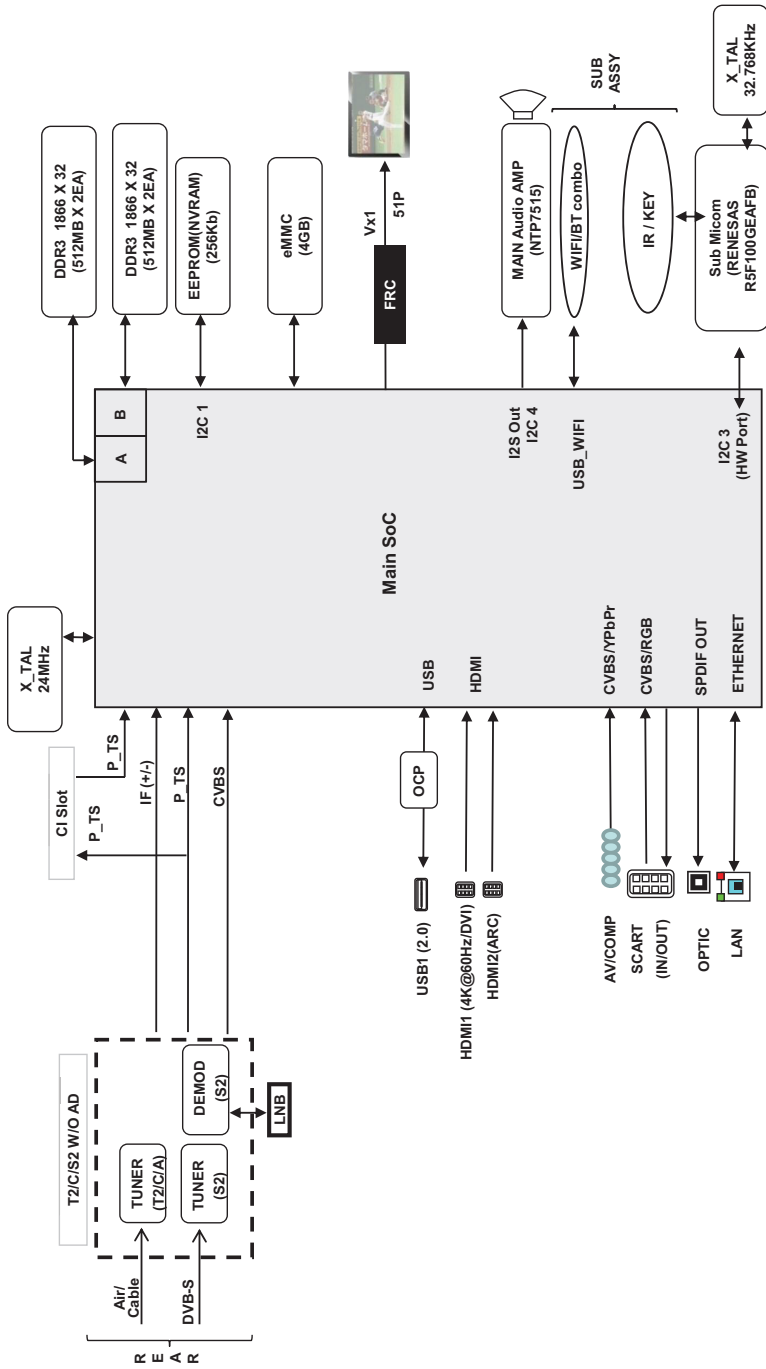 REAR
Air/
Cable
DVB-S
T2/C/S2 W/O AD
TUNER
(T2/C/A)
TUNER
(S2)
DEMOD
(S2)
LNB
CI Slot
P_TS
P_TS
IF (+/-)
P_TS
CVBS
X_TAL
24MHz
Main SoC
A
B
DDR3 1866 X 32
(512MB X 2EA)
DDR3 1866 X 32
(512MB X 2EA)
I2C 1
EEPROM(NVRAM)
(256Kb)
eMMC
(4GB)
FRC
Vx1
51P
USB1 (2.0)
OCP
USB
HDMI1 (4K@60Hz/DVI)
HDMI2(ARC)
HDMI
I2S Out
I2C 4
MAIN Audio AMP
(NTP7515)
USB_WIFI
WIFI/BT combo
SUB
ASSY
IR / KEY
AV/COMP
CVBS/YPbPr
SCART
(IN/OUT)
CVBS/RGB
OPTIC
SPDIF OUT
LAN
ETHERNET
I2C 3
(HW Port)
Sub Micom
(RENESAS
R5F100GEAFB)
X_TAL
32.768KHz